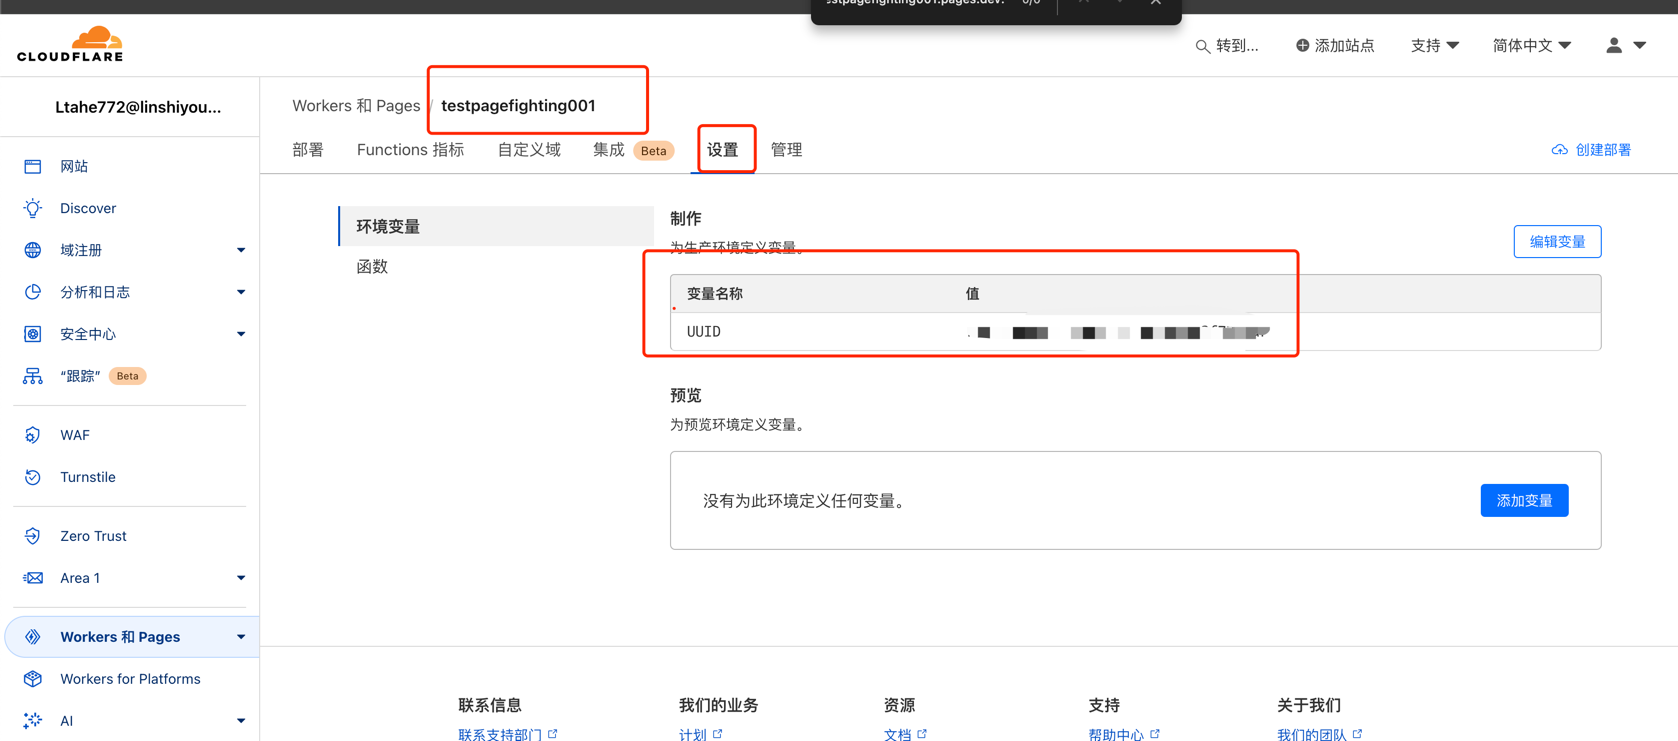 0/0
CLOUDFLARE
转到...
添加站点
支持
简体中文
Ltahe772@linshiyou...
Workers 和 Pages / testpagefighting001
部署
Functions 指标
自定义域
集成 Beta
设置
管理
创建部署
网站
Discover
域注册
分析和日志
安全中心
“跟踪” Beta
WAF
Turnstile
Zero Trust
Area 1
Workers 和 Pages
Workers for Platforms
AI
环境变量
函数
制作
为生产环境定义变量。
编辑变量
变量名称 值
UUID
预览
为预览环境定义变量。
没有为此环境定义任何变量。
添加变量
联系信息
联系支持部门
我们的业务
计划
资源
文档
支持
帮助中心
关于我们
我们的团队